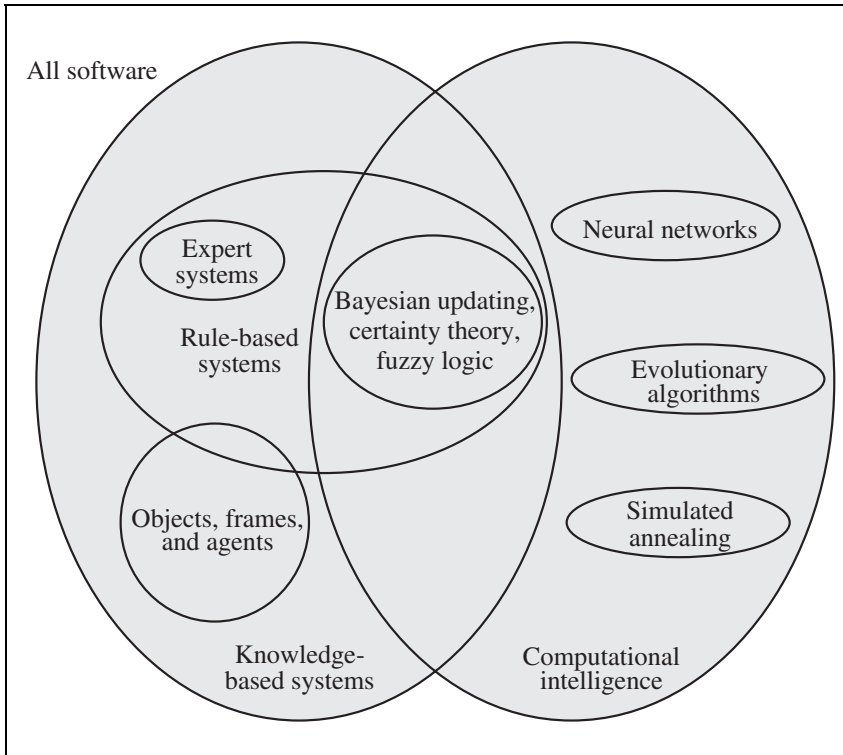 All software
Expert
systems
Rule-based
systems
Bayesian updating,
certainty theory,
fuzzy logic
Objects, frames,
and agents
Knowledge-
based systems
Neural networks
Evolutionary
algorithms
Simulated
annealing
Computational
intelligence